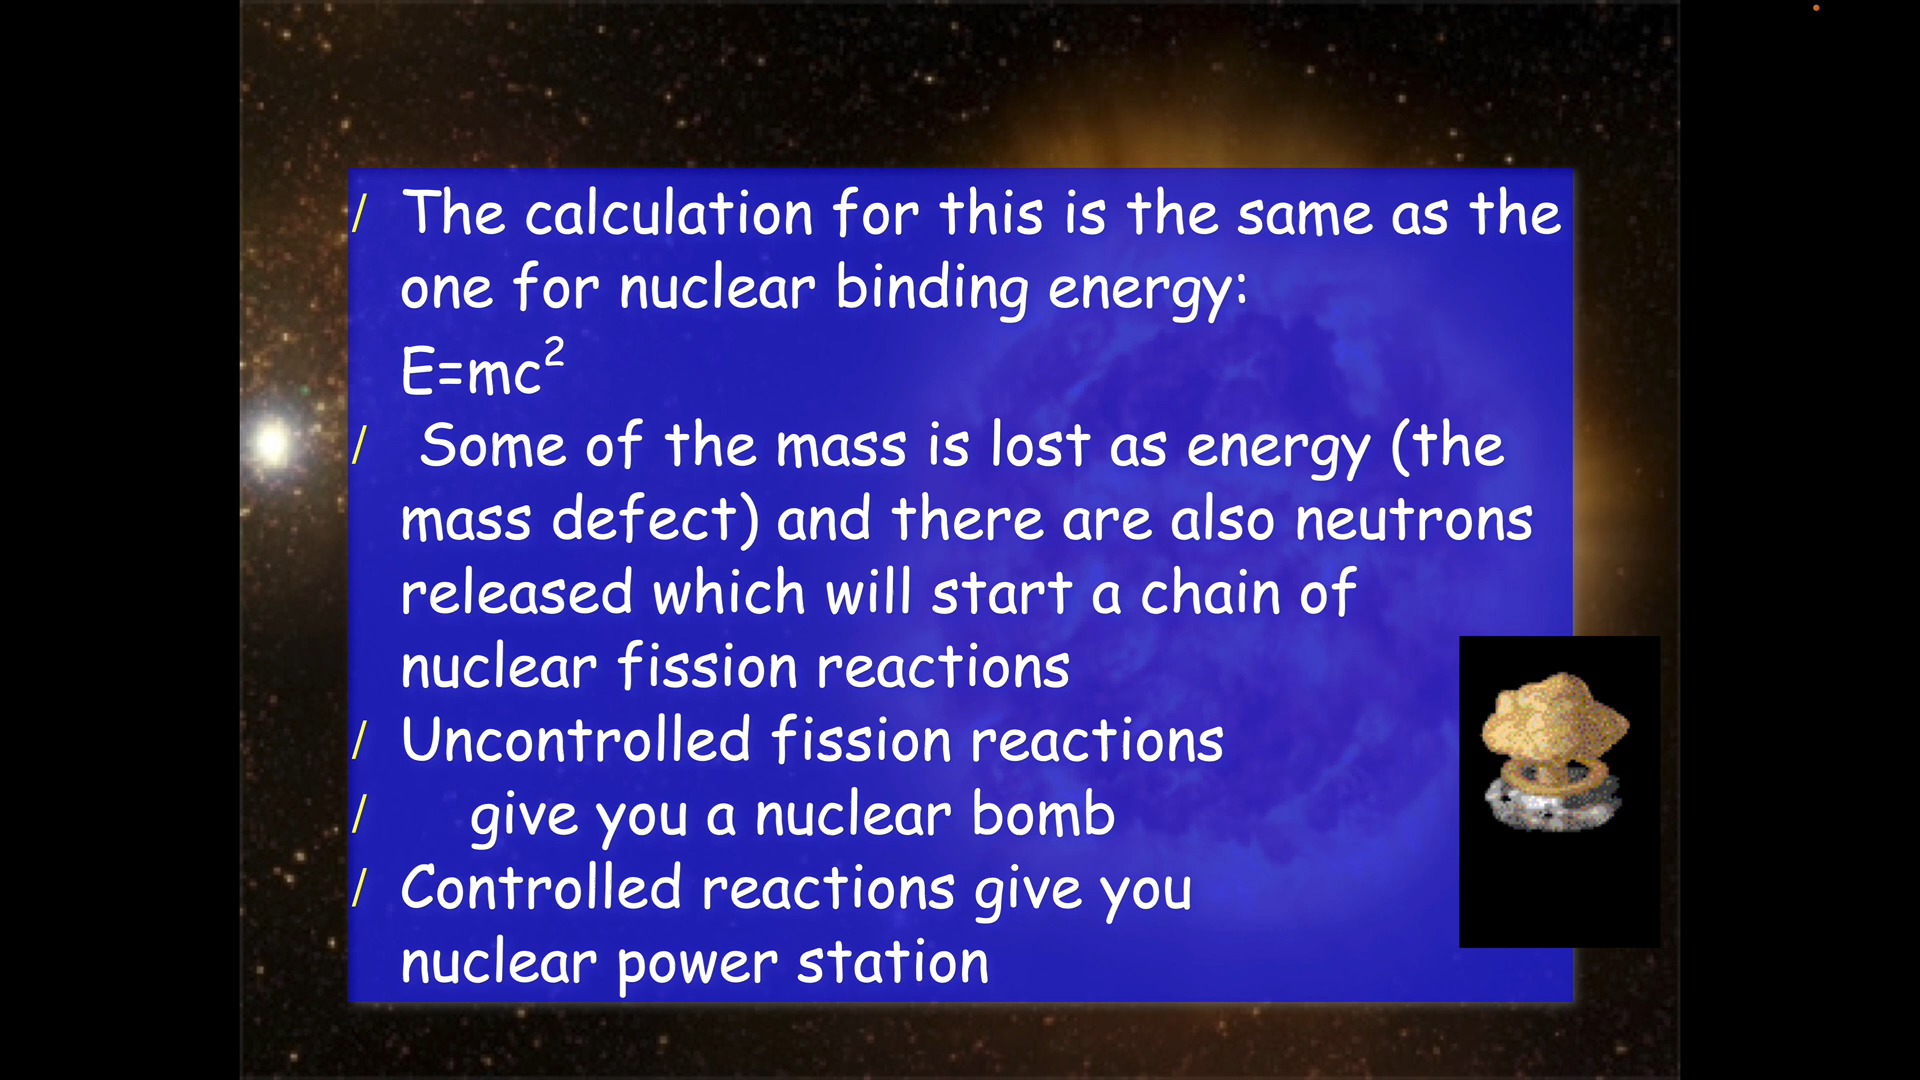 / The calculation for this is the same as the
one for nuclear binding energy:
E=mc²
/ Some of the mass is lost as energy (the
mass defect) and there are also neutrons
released which will start a chain of
nuclear fission reactions
/ Uncontrolled fission reactions
/ give you a nuclear bomb
/ Controlled reactions give you
nuclear power station